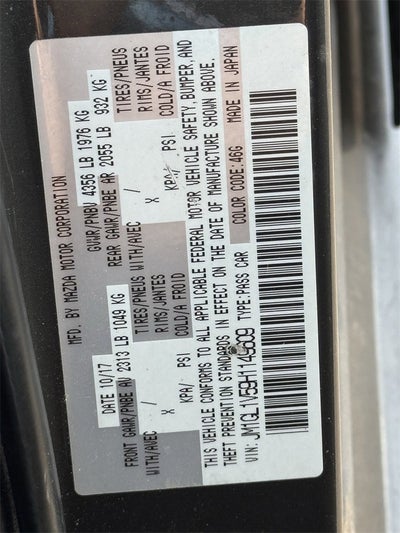 MFD. BY MAZDA MOTOR CORPORATION
DATE 10/17 GVWR/PNBV 4356 LB 1976 KG
FRONT GAWR/PNBE AV 2313 LB 1049 KG REAR GAWR/PNBE AR 2055 LB 932 KG
WITH/AVEC TIRES/PNEUS WITH/AVEC TIRES/PNEUS
/ X RIMS/JANTES / X RIMS/JANTES
KPA/ PSI COLD/A FROID KPA/ PSI COLD/A FROID
THIS VEHICLE CONFORMS TO ALL APPLICABLE FEDERAL MOTOR VEHICLE SAFETY, BUMPER, AND
THEFT PREVENTION STANDARDS IN EFFECT ON THE DATE OF MANUFACTURE SHOWN ABOVE.
VIN: JM1GL1V59H1149609 TYPE:PASS CAR COLOR CODE:46G MADE IN JAPAN